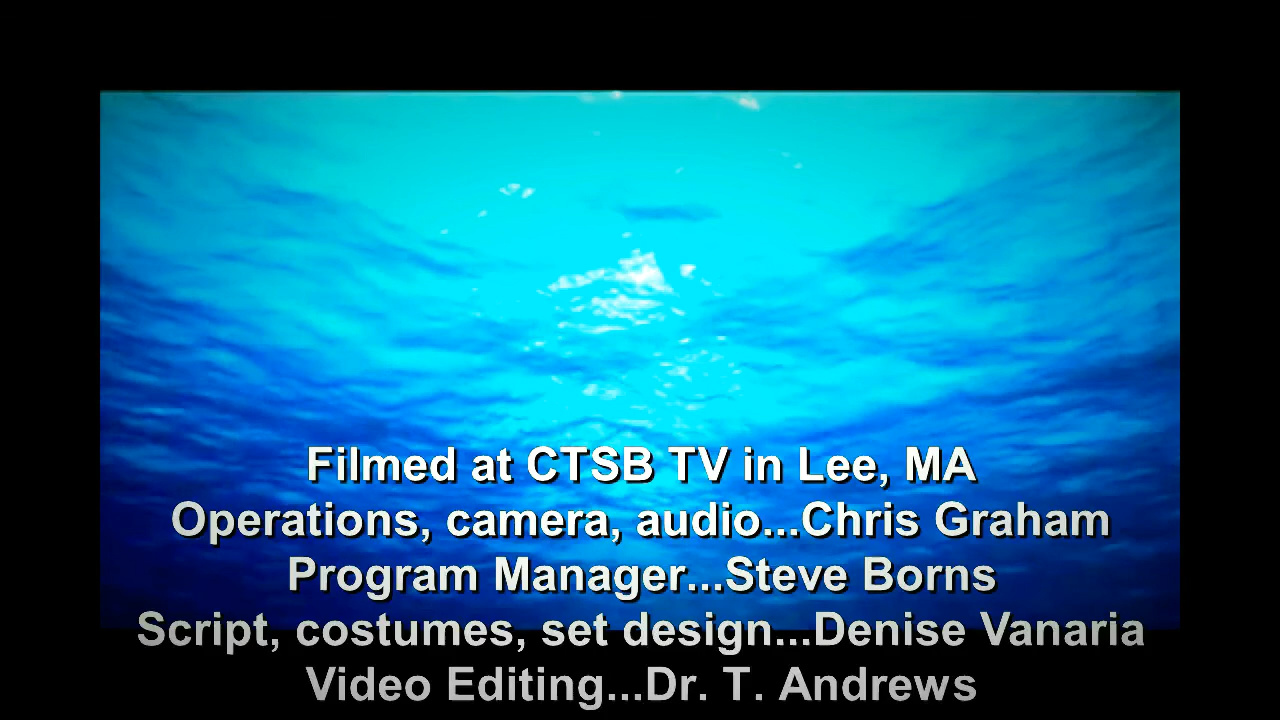 Filmed at CTSB TV in Lee, MA
Operations, camera, audio...Chris Graham
Program Manager...Steve Borns
Script, costumes, set design...Denise Vanaria
Video Editing...Dr. T. Andrews